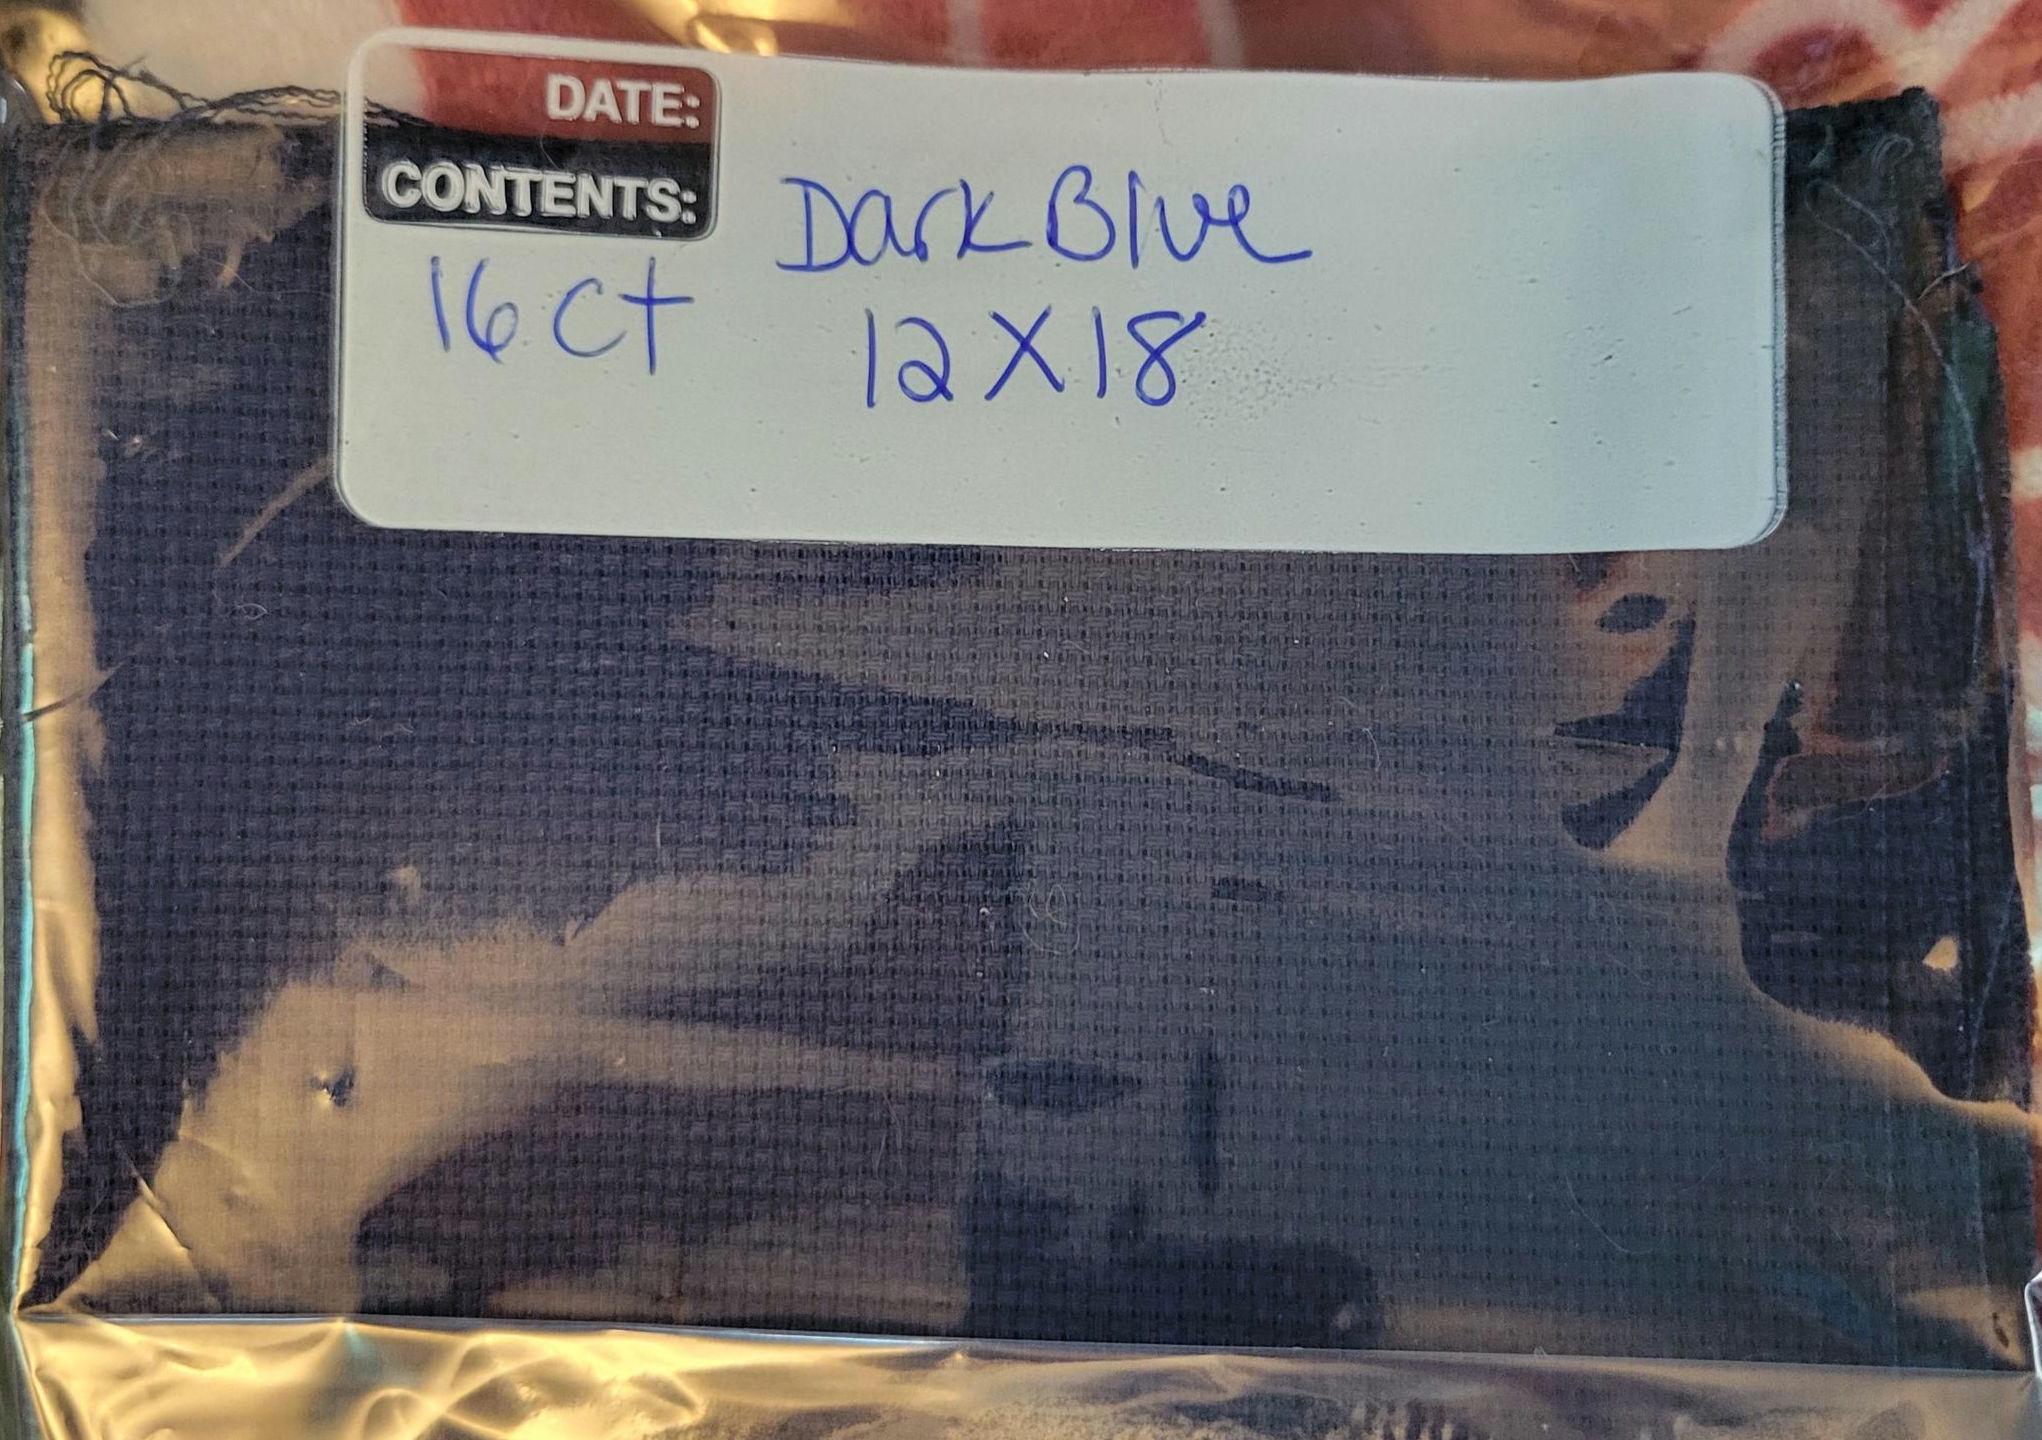 DATE:
CONTENTS: Dark Blue
16 Ct 12 X 18